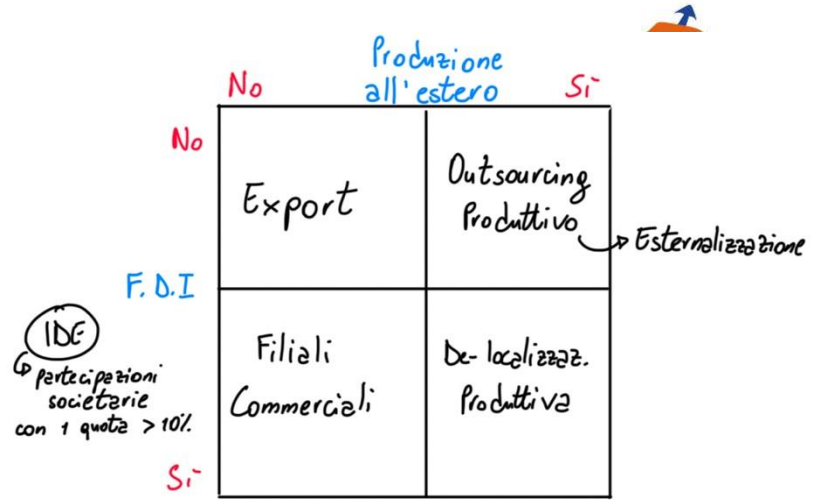 Produzione
all'estero
No
Sì
No
Export
Outsourcing
Produttivo
Esternalizzazione
F.D.I
IDE
partecipazioni
societarie
con 1 quota >10%.
Filiali
Commerciali
De-localizzaz.
Produttiva
Sì